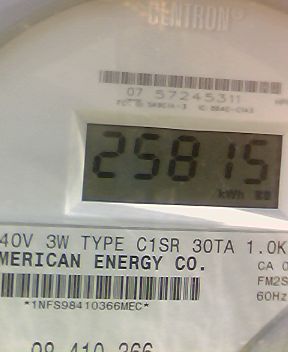 CENTRON®
07 57245311
25815
kWh
40V 3W TYPE C1SR 30TA 1.0K
MERICAN ENERGY CO.
CA 0
FM2S
60Hz
*1NFS98410366MEC*
98 410 366